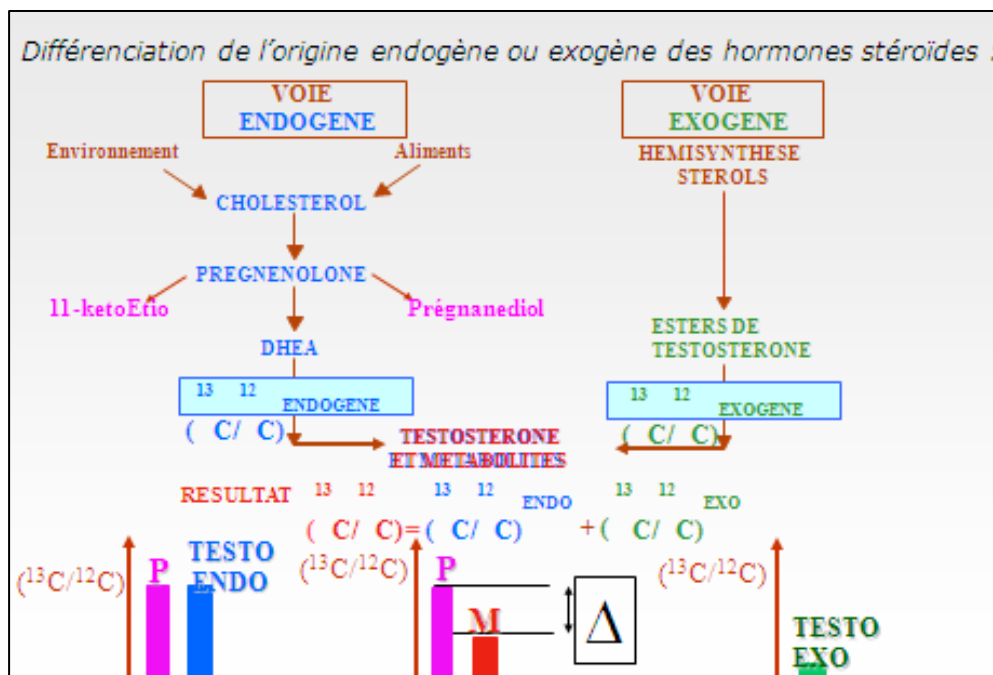 Différenciation de l'origine endogène ou exogène des hormones stéroïdes :
VOIE
ENDOGENE
VOIE
EXOGENE
Environnement
Aliments
HEMISYNTHESE
STEROLS
CHOLESTEROL
PREGNENOLONE
11-ketoEtio
Prégnanediol
ESTERS DE
TESTOSTERONE
DHEA
13 12
ENDOGENE
( C/ C)
13 12
EXOGENE
( C/ C)
TESTOSTERONE
ET METABOLITES
RESULTAT
13 12
13 12
ENDO
13 12
EXO
( C/ C)=( C/ C) +( C/ C)
(¹³C/¹²C)
P
TESTO
ENDO
(¹³C/¹²C)
P
M
Δ
(¹³C/¹²C)
TESTO
EXO